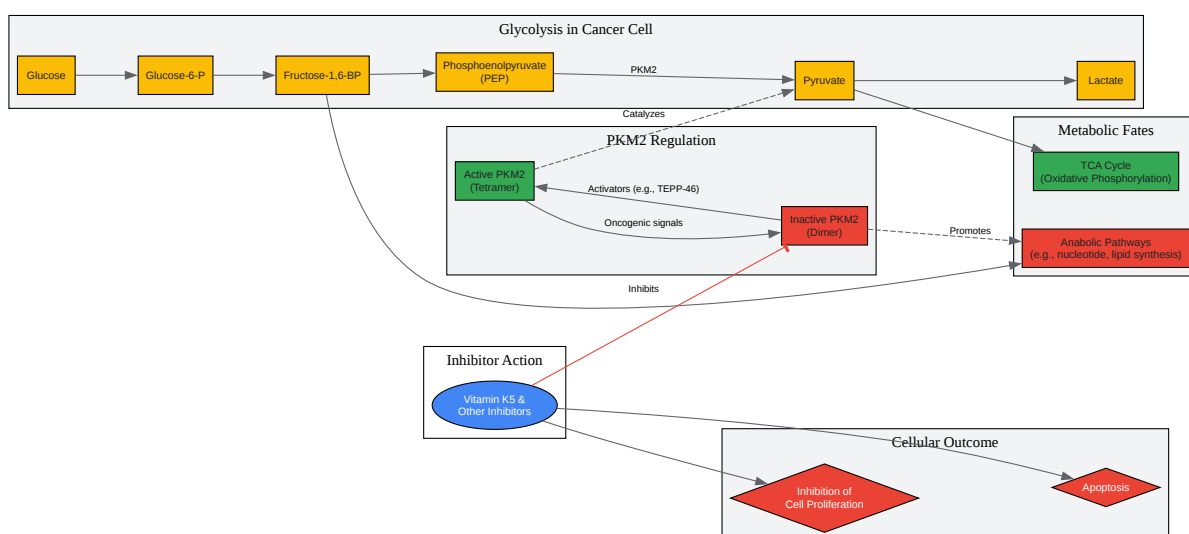 Glycolysis in Cancer Cell
Glucose
Glucose-6-P
Fructose-1,6-BP
Phosphoenolpyruvate
(PEP)
PKM2
Pyruvate
Lactate
Catalyzes
PKM2 Regulation
Active PKM2
(Tetramer)
Activators (e.g., TEPP-46)
Oncogenic signals
Inactive PKM2
(Dimer)
Promotes
Metabolic Fates
TCA Cycle
(Oxidative Phosphorylation)
Anabolic Pathways
(e.g., nucleotide, lipid synthesis)
Inhibits
Inhibitor Action
Vitamin K5 &
Other Inhibitors
Cellular Outcome
Inhibition of
Cell Proliferation
Apoptosis